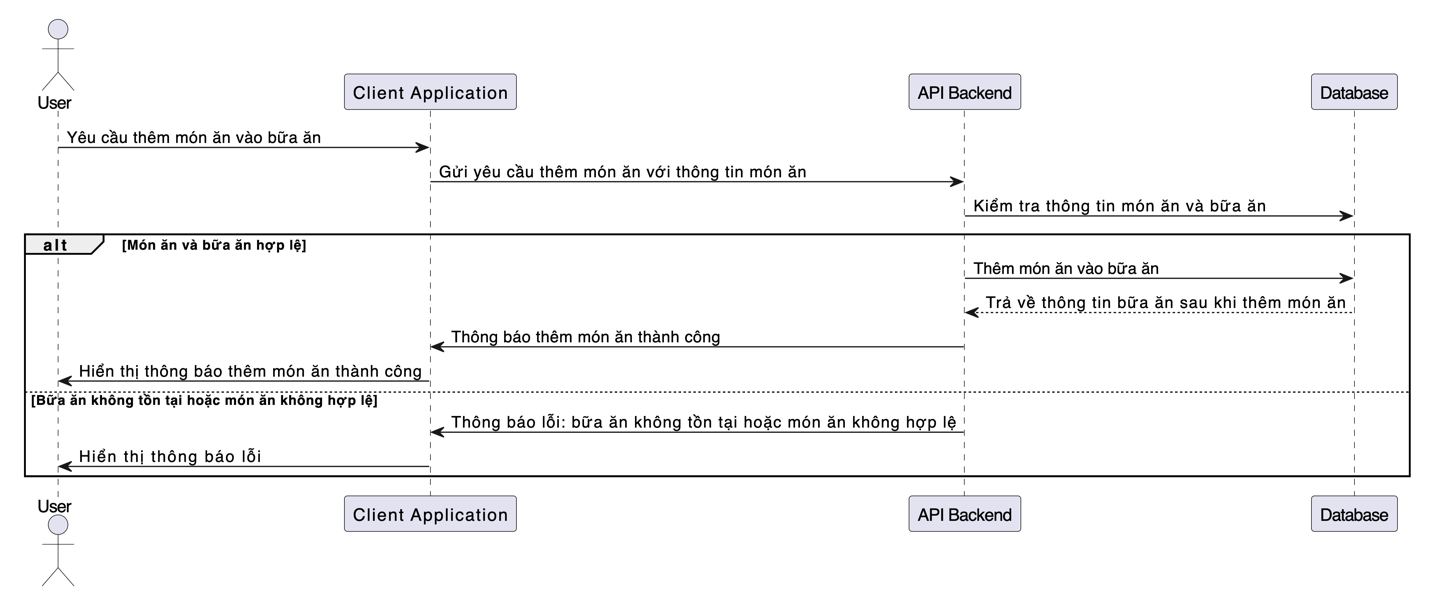 User
Client Application
API Backend
Database
Yêu cầu thêm món ăn vào bữa ăn
Gửi yêu cầu thêm món ăn với thông tin món ăn
Kiểm tra thông tin món ăn và bữa ăn
alt
[Món ăn và bữa ăn hợp lệ]
Thêm món ăn vào bữa ăn
Trả về thông tin bữa ăn sau khi thêm món ăn
Thông báo thêm món ăn thành công
Hiển thị thông báo thêm món ăn thành công
[Bữa ăn không tồn tại hoặc món ăn không hợp lệ]
Thông báo lỗi: bữa ăn không tồn tại hoặc món ăn không hợp lệ
Hiển thị thông báo lỗi
User
Client Application
API Backend
Database